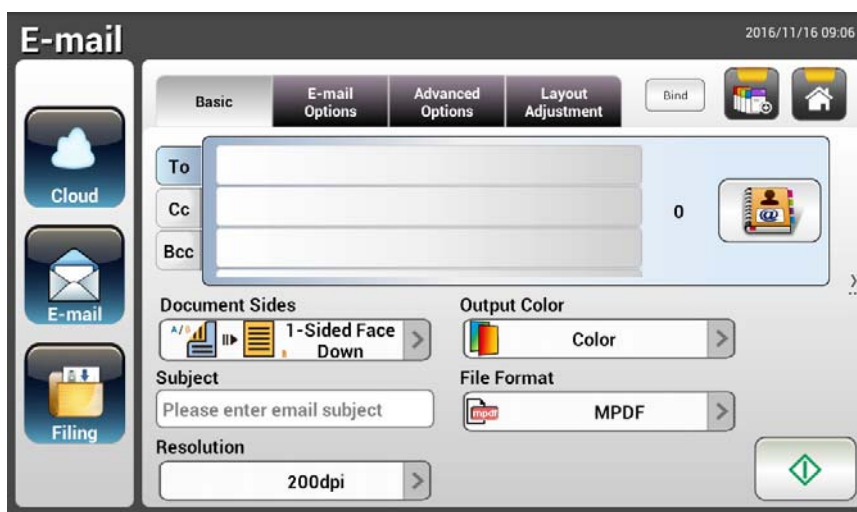 E-mail
2016/11/16 09:06
Basic
E-mail
Options
Advanced
Options
Layout
Adjustment
Bind
Cloud
E-mail
Filing
To
Cc
Bcc
0
@
Document Sides
Output Color
A/B
1-Sided Face
Down
Color
Subject
File Format
Please enter email subject
mpdf
MPDF
Resolution
200dpi